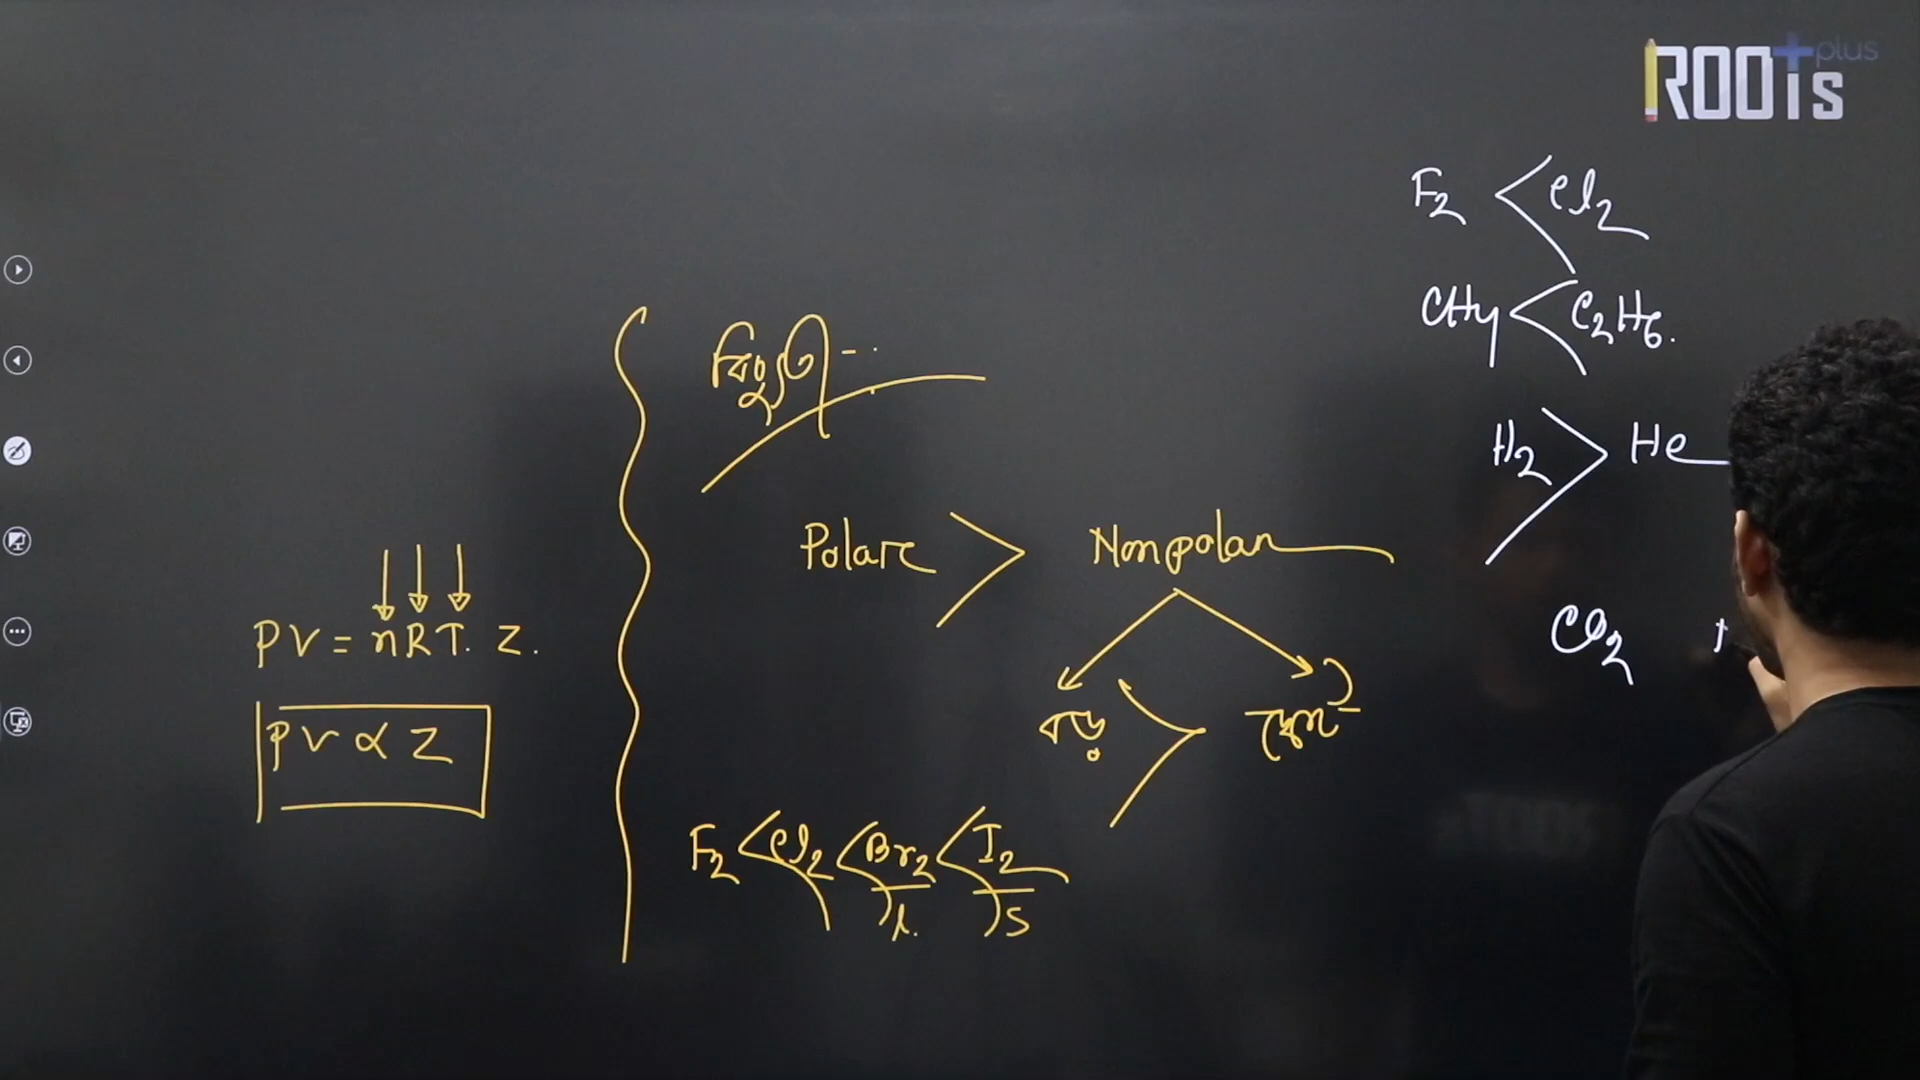 ROOTs
plus
F₂ < Cl₂
CH₄ < C₂H₆.
H₂ > He
Cl₂
বিচ্যুতি -.
Polar > Nonpolar
বড় >
F₂ < Cl₂ < Br₂ < I₂
l. s
PV = nRT. Z.
PV ∝ Z